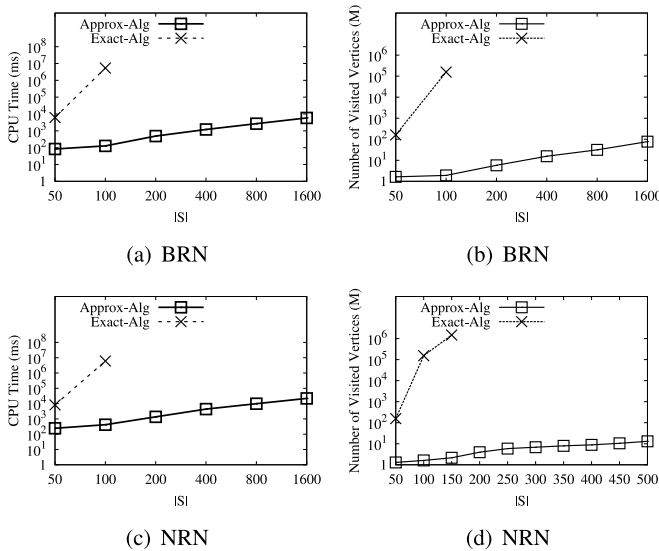 Approx-Alg
Exact-Alg
CPU Time (ms)
10^8
10^7
10^6
10^5
10^4
10^3
10^2
10^1
1
50 100 200 400 800 1600
|S|
(a) BRN
Approx-Alg
Exact-Alg
Number of Visited Vertices (M)
10^6
10^5
10^4
10^3
10^2
10^1
1
50 100 200 400 800 1600
|S|
(b) BRN
Approx-Alg
Exact-Alg
CPU Time (ms)
10^8
10^7
10^6
10^5
10^4
10^3
10^2
10^1
1
50 100 200 400 800 1600
|S|
(c) NRN
Approx-Alg
Exact-Alg
Number of Visited Vertices (M)
10^6
10^5
10^4
10^3
10^2
10^1
1
50 100 150 200 250 300 350 400 450 500
|S|
(d) NRN